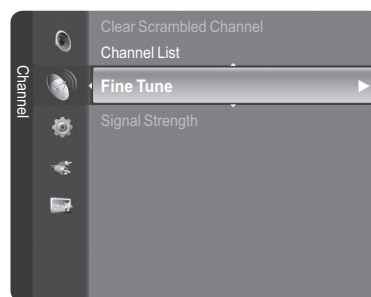 Channel
Clear Scrambled Channel
Channel List
Fine Tune
Signal Strength